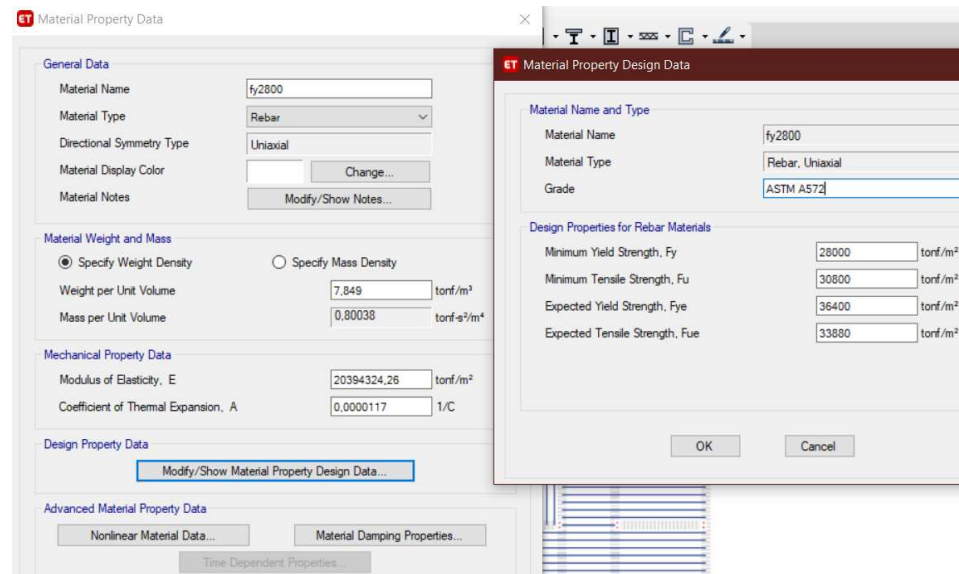 ET Material Property Data
General Data
Material Name fy2800
Material Type Rebar
Directional Symmetry Type Uniaxial
Material Display Color Change...
Material Notes Modify/Show Notes...
Material Weight and Mass
Specify Weight Density Specify Mass Density
Weight per Unit Volume 7,849 tonf/m³
Mass per Unit Volume 0,80038 tonf-s²/m⁴
Mechanical Property Data
Modulus of Elasticity, E 20394324,26 tonf/m²
Coefficient of Thermal Expansion, A 0,0000117 1/C
Design Property Data
Modify/Show Material Property Design Data...
Advanced Material Property Data
Nonlinear Material Data... Material Damping Properties...
Time Dependent Properties...
ET Material Property Design Data
Material Name and Type
Material Name fy2800
Material Type Rebar, Uniaxial
Grade ASTM A572
Design Properties for Rebar Materials
Minimum Yield Strength, Fy 28000 tonf/m²
Minimum Tensile Strength, Fu 30800 tonf/m²
Expected Yield Strength, Fye 36400 tonf/m²
Expected Tensile Strength, Fue 33880 tonf/m²
OK Cancel